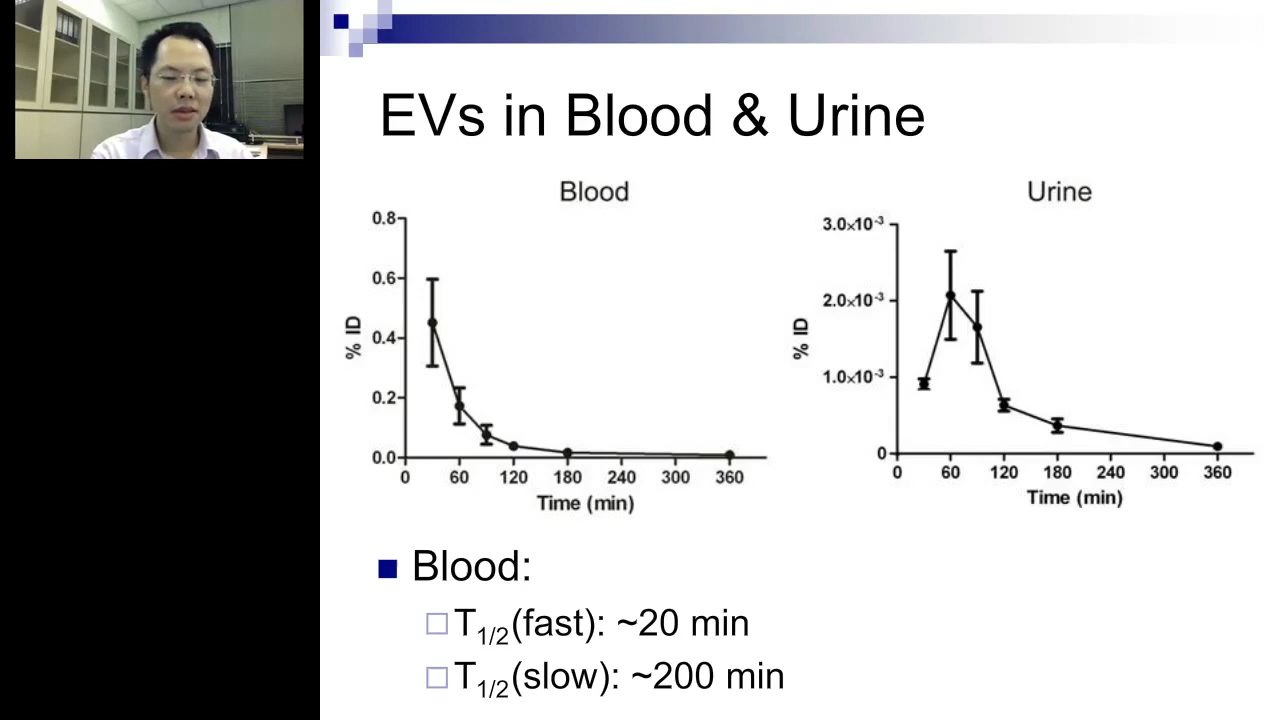 EVs in Blood & Urine
Blood
0.8
0.6
0.4
0.2
0.0
% ID
0 60 120 180 240 300 360
Time (min)
Urine
3.0×10⁻³
2.0×10⁻³
1.0×10⁻³
0
% ID
0 60 120 180 240 300 360
Time (min)
Blood:
T1/2(fast): ~20 min
T1/2(slow): ~200 min